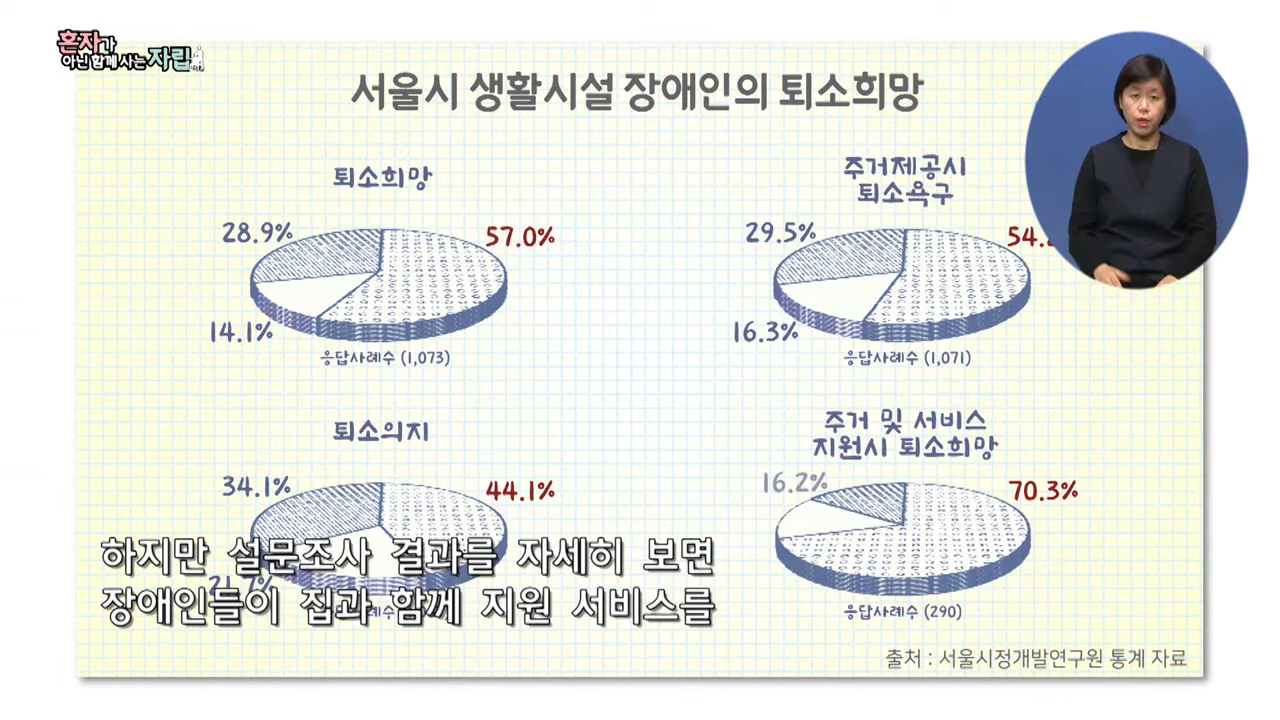 혼자가
아닌 함께 사는 자립
서울시 생활시설 장애인의 퇴소희망
퇴소희망
28.9%
57.0%
14.1%
응답사례수 (1,073)
주거제공시
퇴소욕구
29.5%
16.3%
응답사례수 (1,071)
퇴소의지
34.1%
44.1%
주거 및 서비스
지원시 퇴소희망
16.2%
70.3%
응답사례수 (290)
하지만 설문조사 결과를 자세히 보면
장애인들이 집과 함께 지원 서비스를
출처 : 서울시정개발연구원 통계 자료